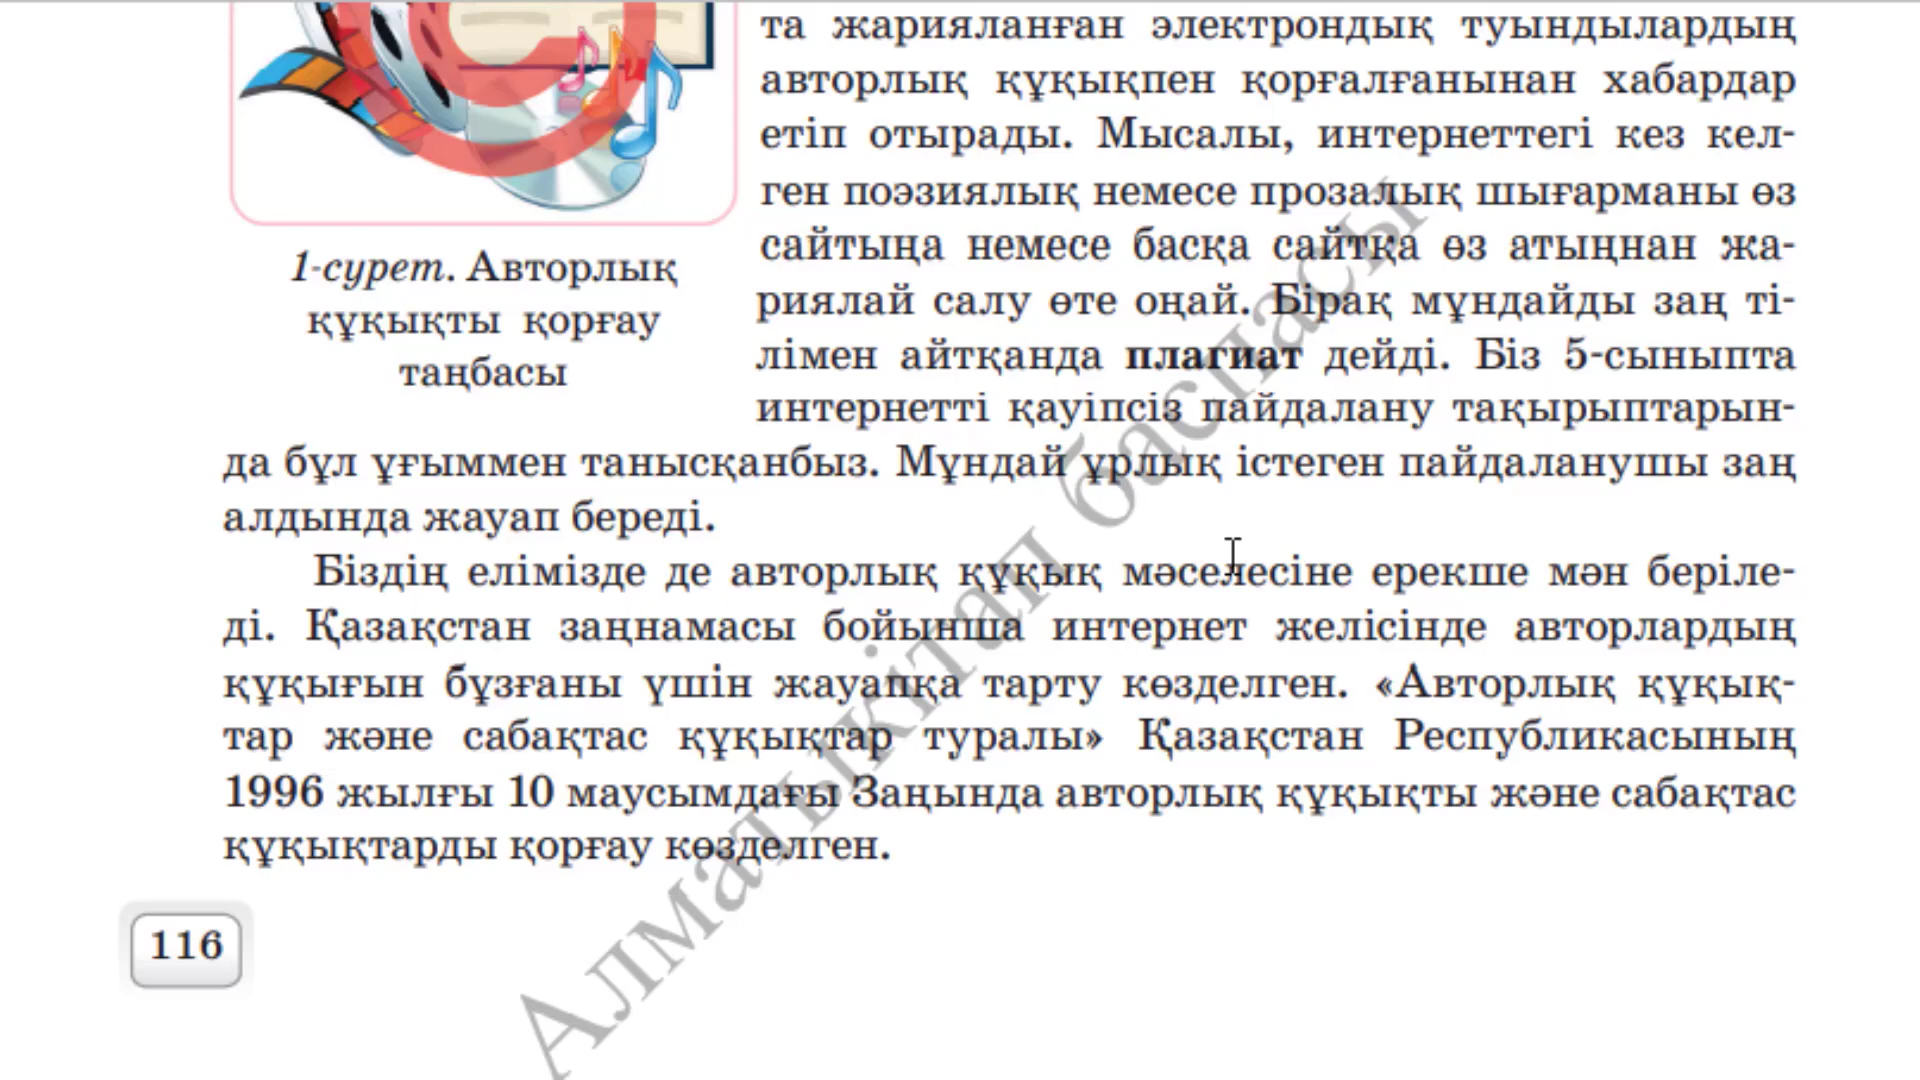 та жарияланған электрондық туындылардың
авторлық құқықпен қорғалғанынан хабардар
етіп отырады. Мысалы, интернеттегі кез кел-
ген поэзиялық немесе прозалық шығарманы өз
сайтыңа немесе басқа сайтқа өз атыңнан жа-
риялай салу өте оңай. Бірақ мұндайды заң ті-
лімен айтқанда плагиат дейді. Біз 5-сыныпта
интернетті қауіпсіз пайдалану тақырыптарын-
1-сурет. Авторлық
құқықты қорғау
таңбасы
да бұл ұғыммен танысқанбыз. Мұндай ұрлық істеген пайдаланушы заң
алдында жауап береді.
Біздің елімізде де авторлық құқық мәселесіне ерекше мән беріле-
ді. Қазақстан заңнамасы бойынша интернет желісінде авторлардың
құқығын бұзғаны үшін жауапқа тарту көзделген. «Авторлық құқық-
тар және сабақтас құқықтар туралы» Қазақстан Республикасының
1996 жылғы 10 маусымдағы Заңында авторлық құқықты және сабақтас
құқықтарды қорғау көзделген.
116
Алматыкітап баспасы